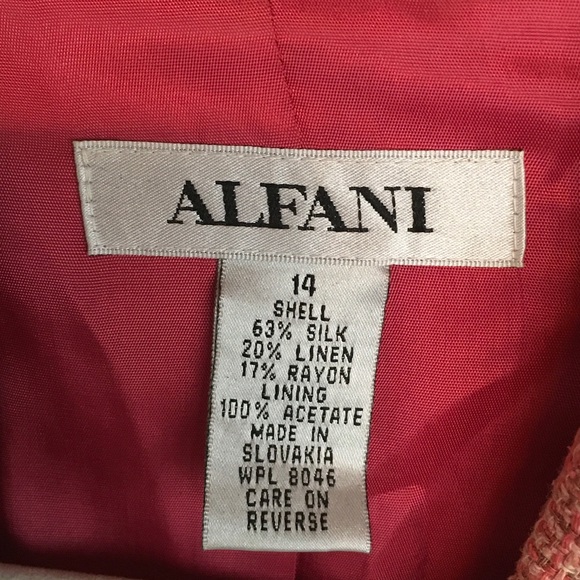 ALFANI
14
SHELL
63% SILK
20% LINEN
17% RAYON
LINING
100% ACETATE
MADE IN
SLOVAKIA
WPL 8046
CARE ON
REVERSE